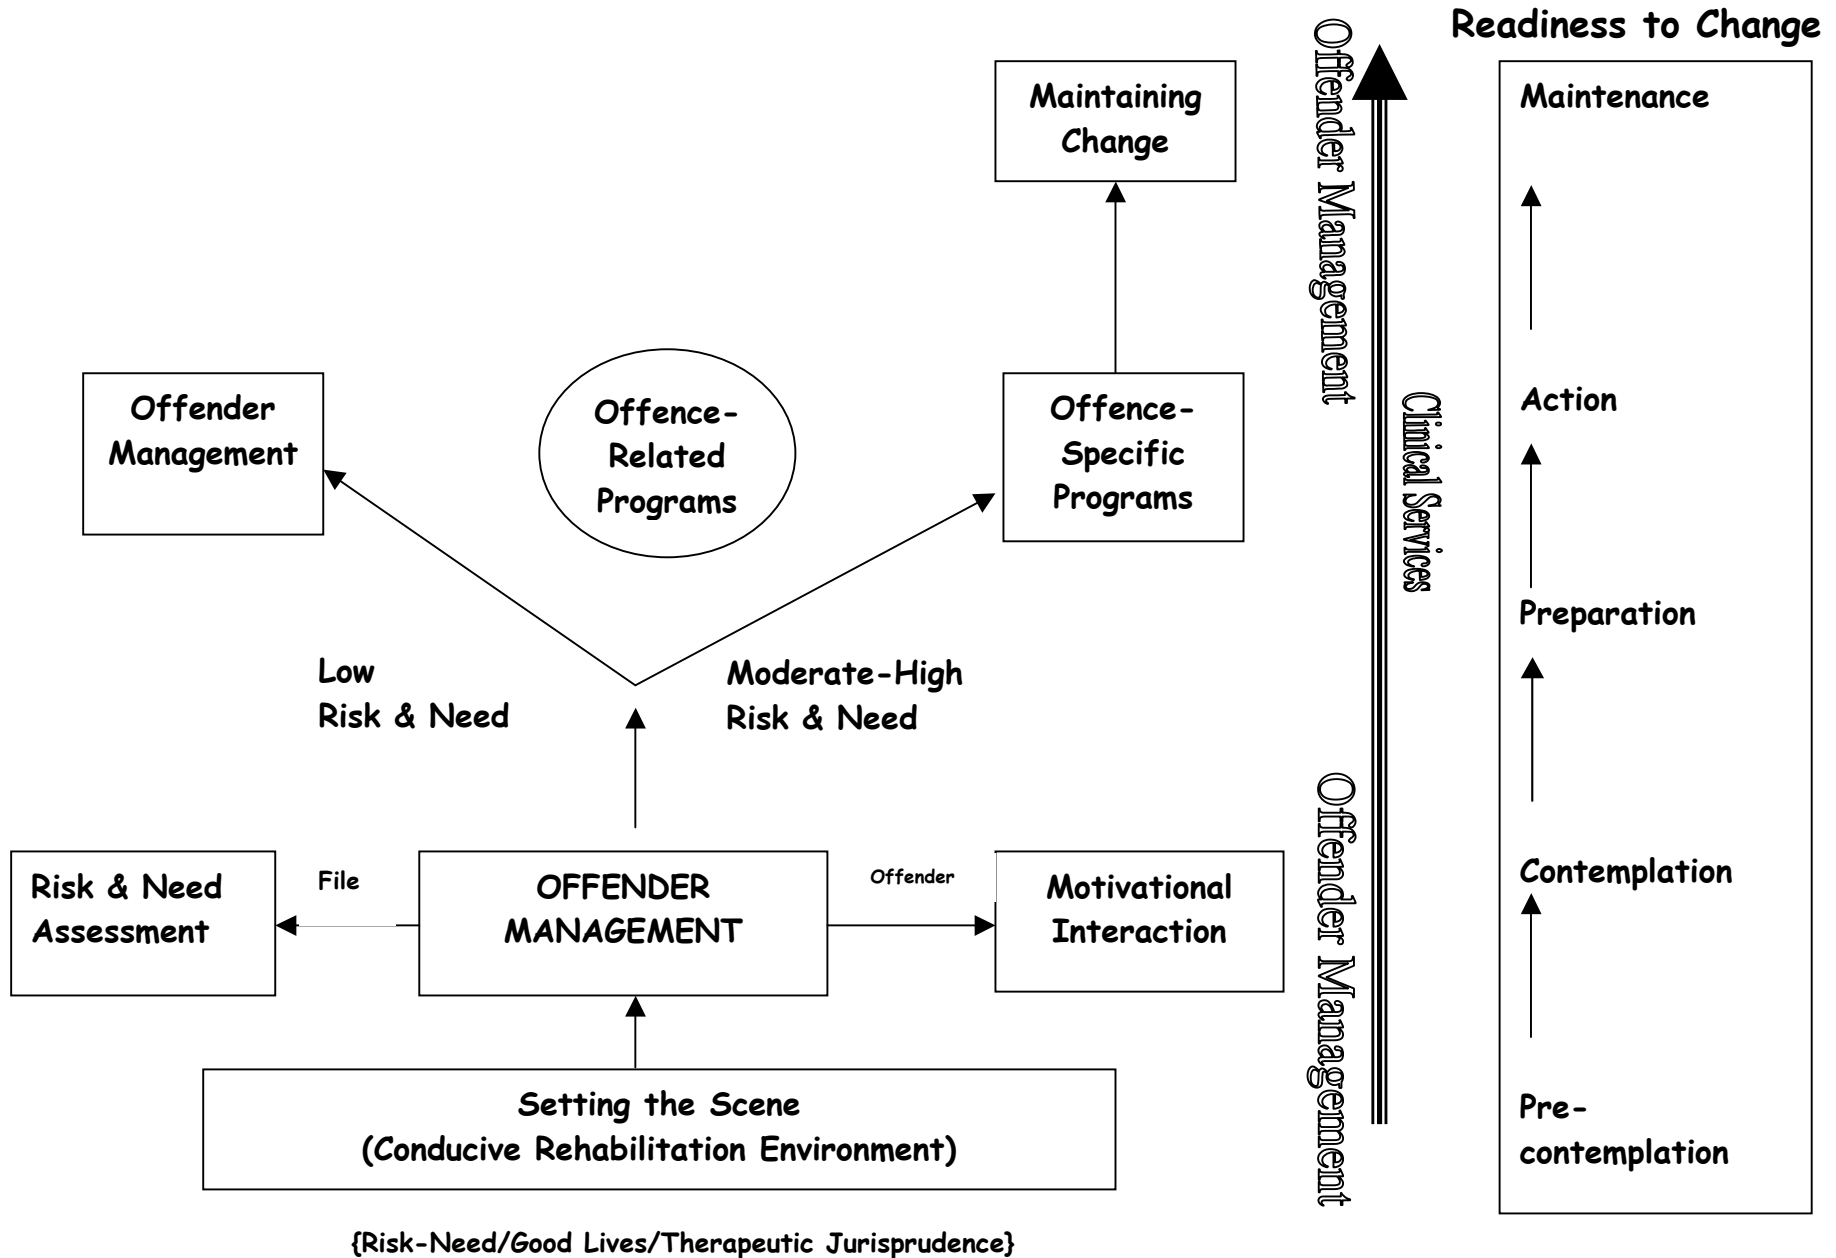 Readiness to Change
Maintaining
Change
Offender Management
Maintenance
Offender
Management
Offence-
Related
Programs
Offence-
Specific
Programs
Clinical Services
Action
Preparation
Low
Risk & Need
Moderate-High
Risk & Need
Risk & Need
Assessment
File
OFFENDER
MANAGEMENT
Offender
Motivational
Interaction
Offender Management
Contemplation
Setting the Scene
(Conducive Rehabilitation Environment)
Pre-
contemplation
{Risk-Need/Good Lives/Therapeutic Jurisprudence}